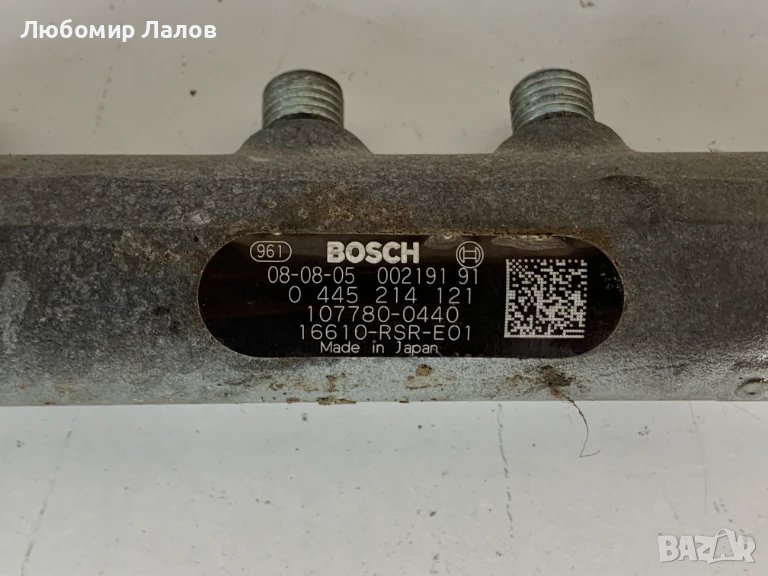 Любомир Лалов
961 BOSCH
08-08-05 002191 91
0 445 214 121
107780-0440
16610-RSR-E01
Made in Japan
BAZAR